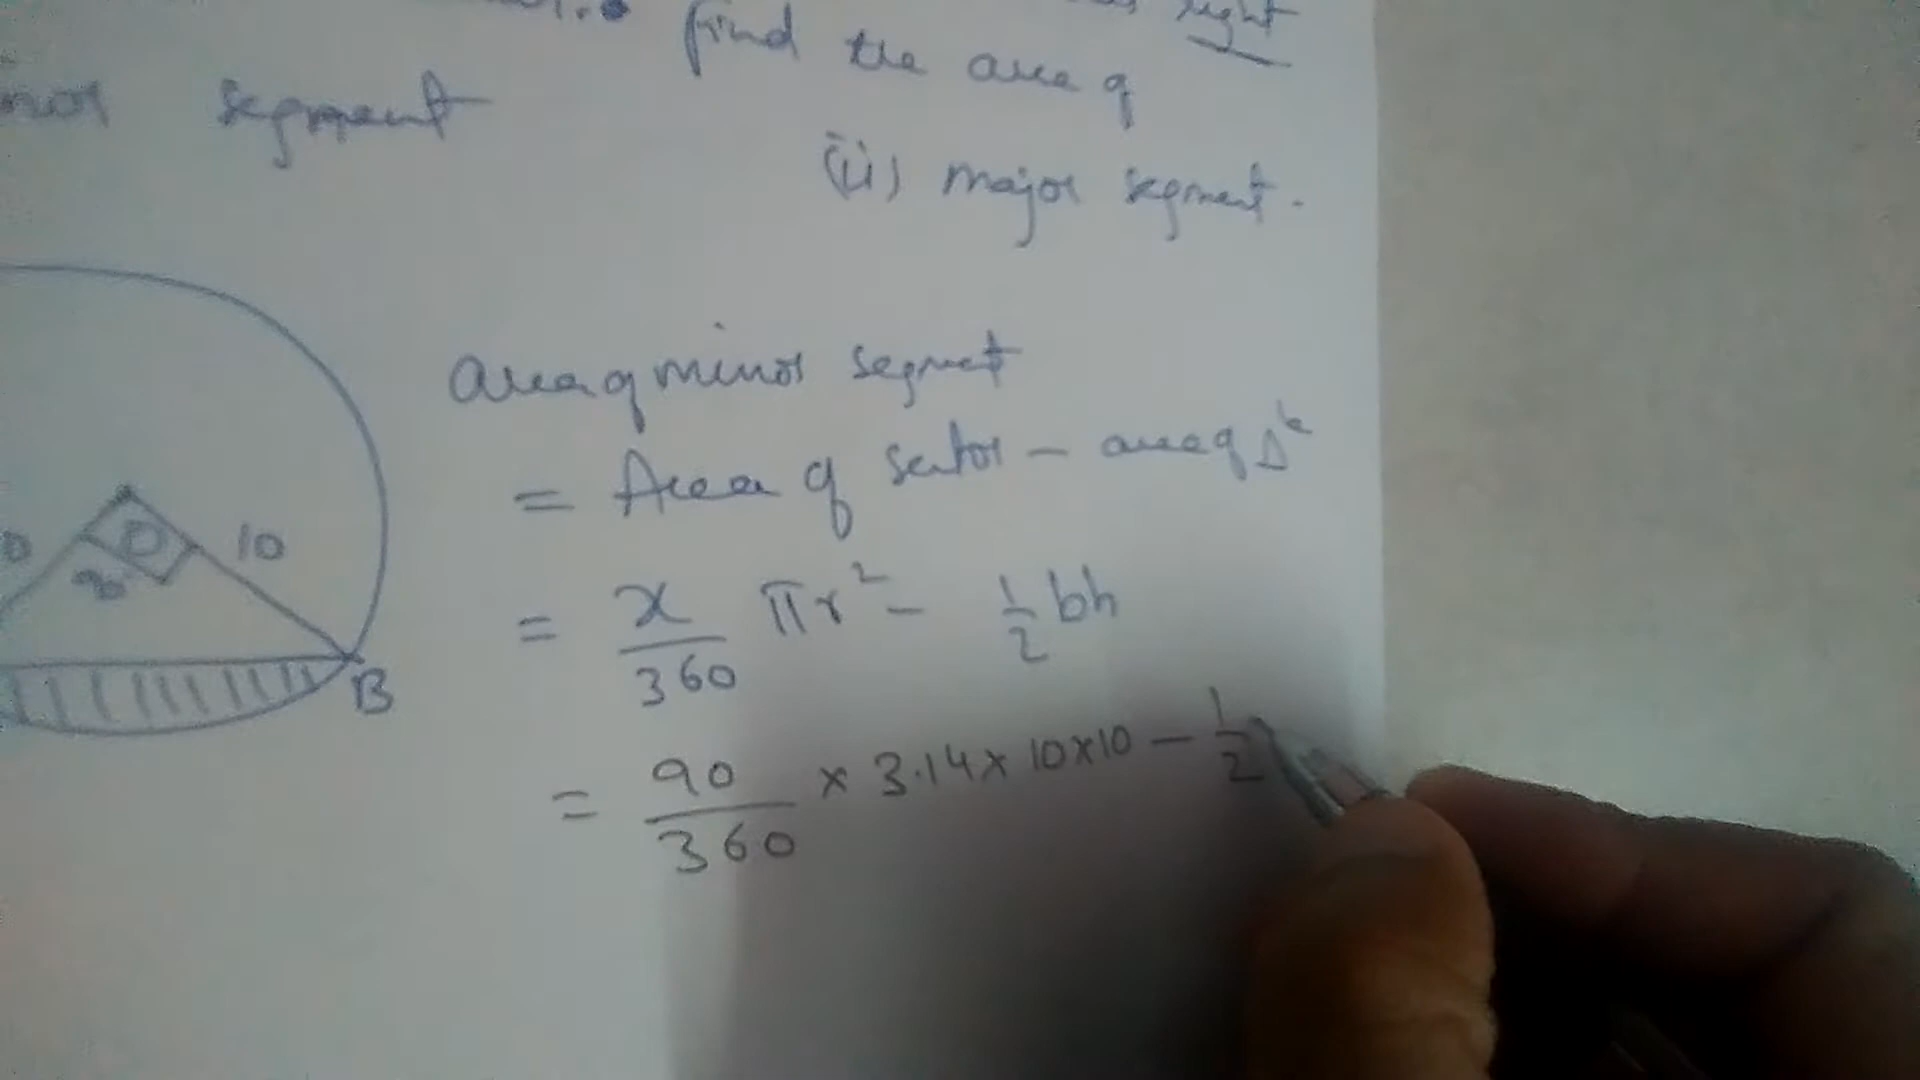 right
find the area of
segment
(ii) major segment.
area of minor segment
= Area of sector - area of Δle
10
= x/360 πr² - 1/2 bh
B
= 90/360 × 3.14 × 10 × 10 - 1/2